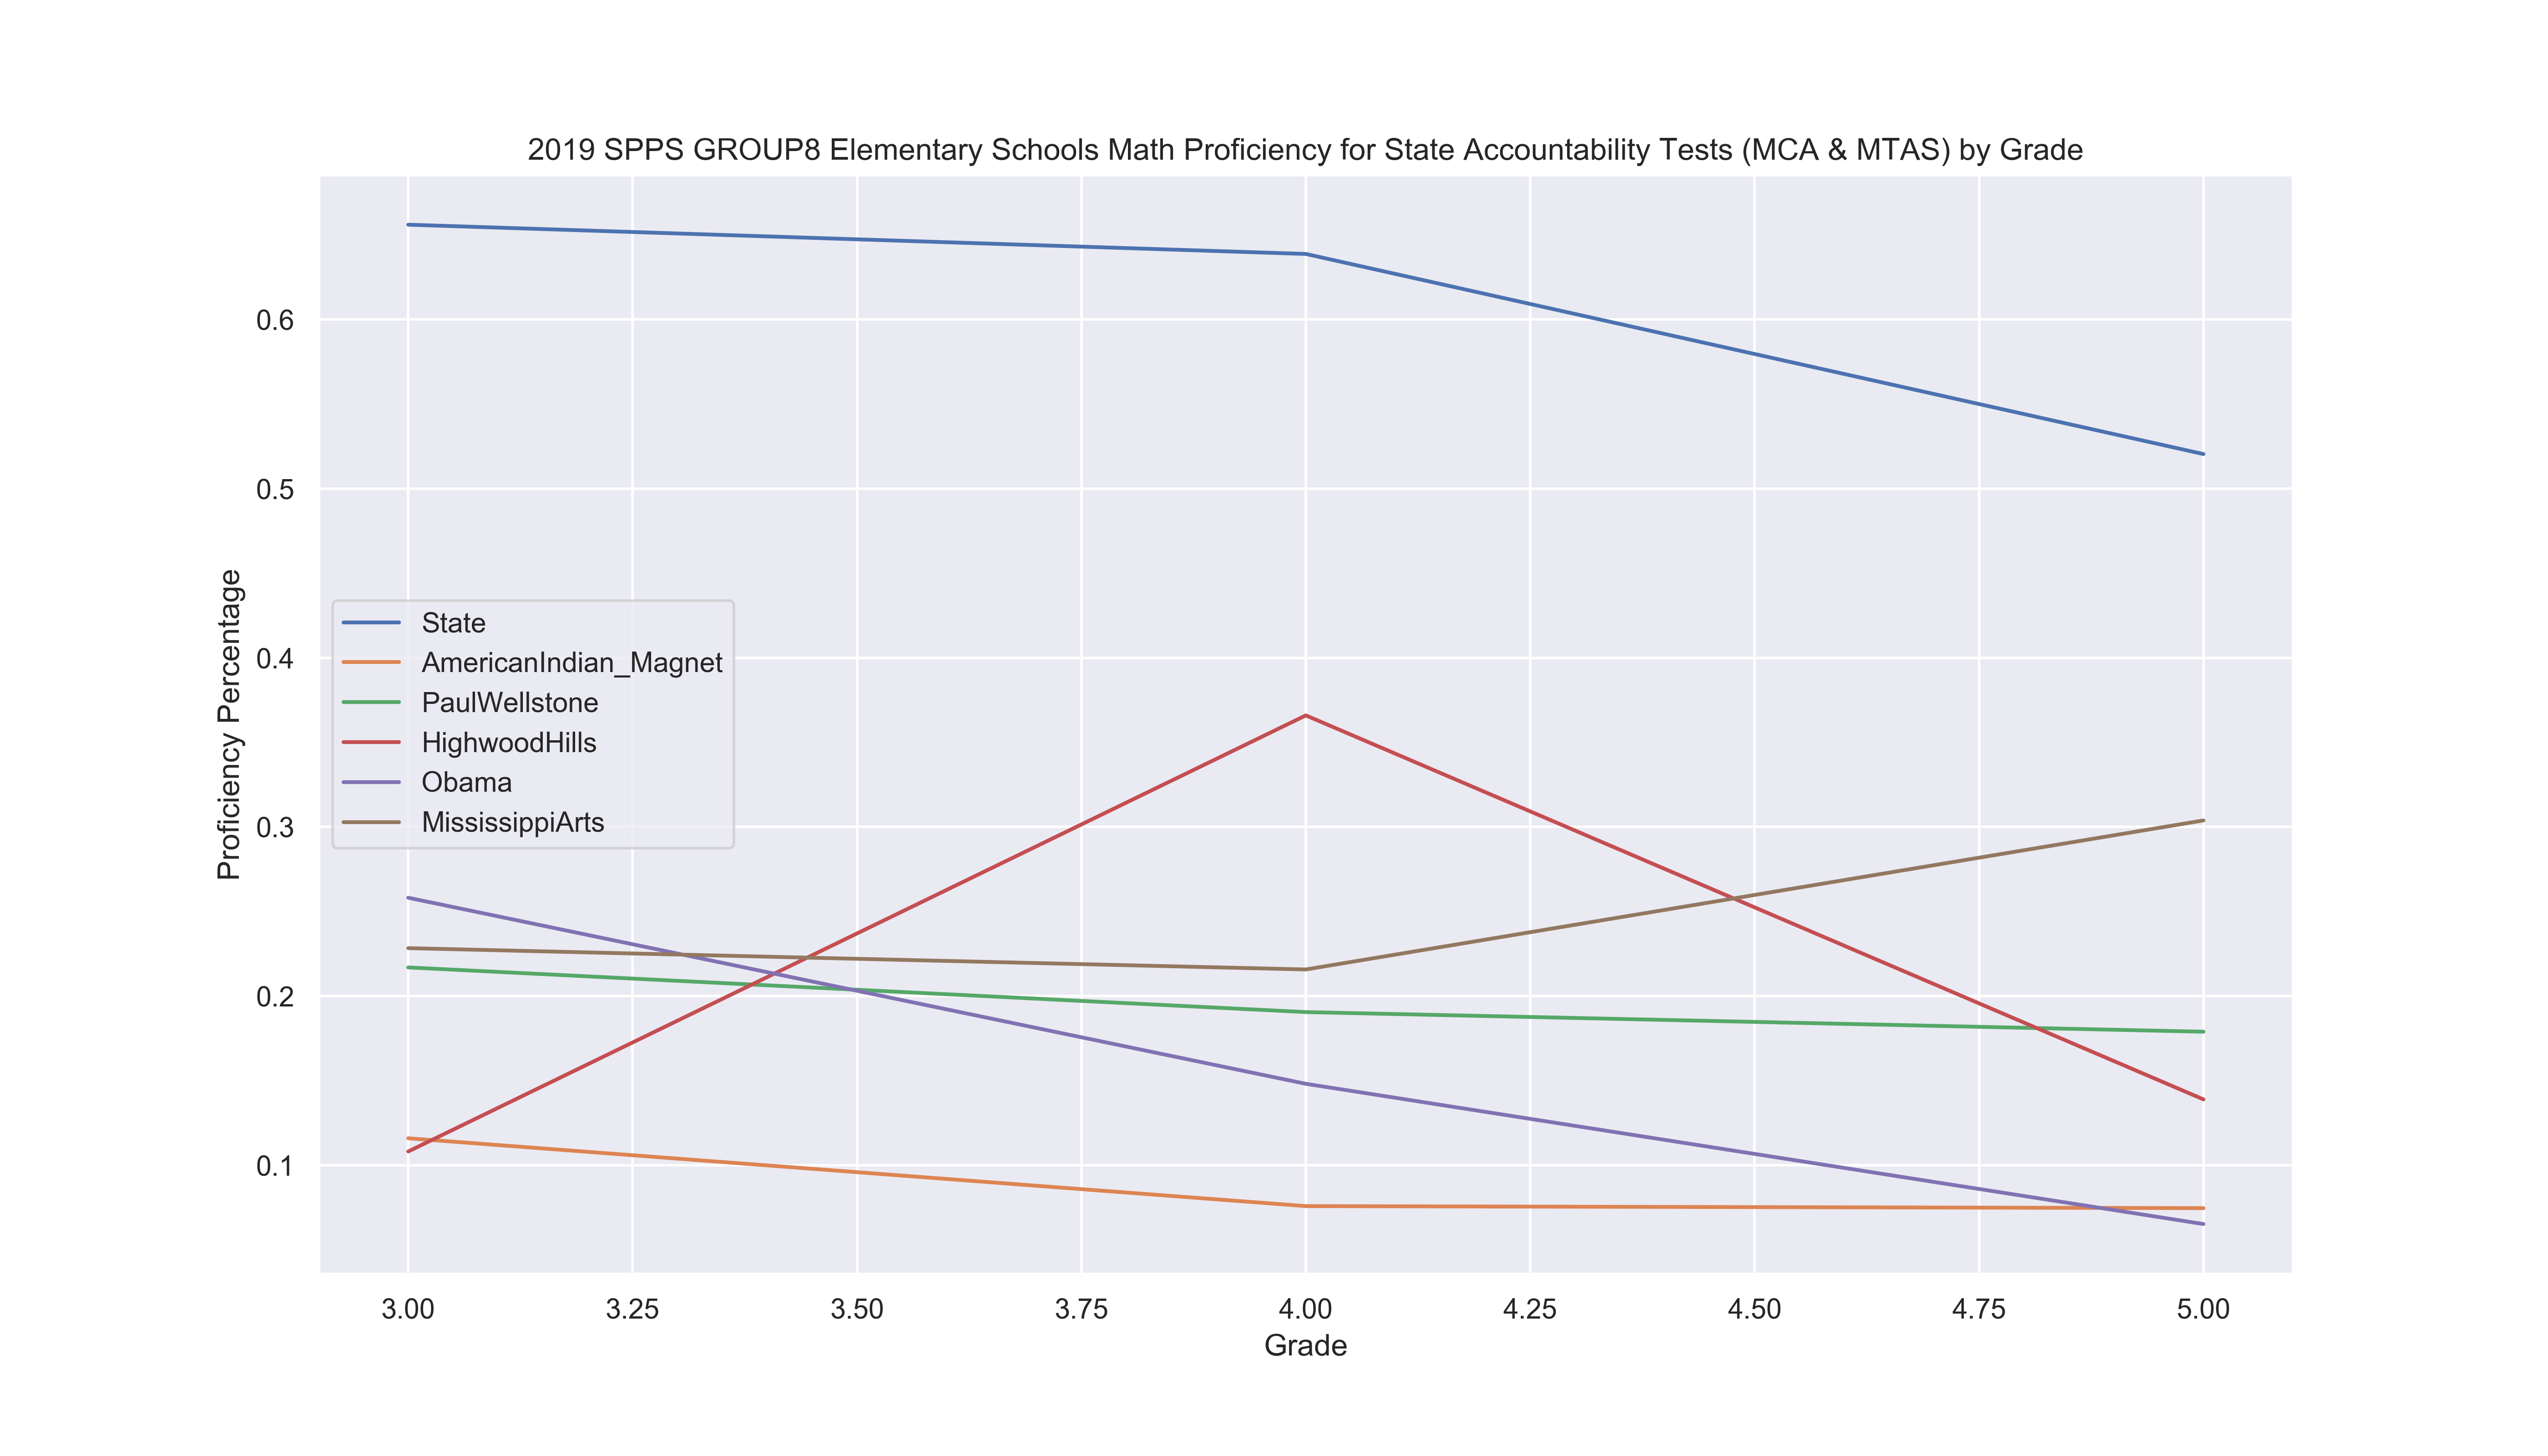 2019 SPPS GROUP8 Elementary Schools Math Proficiency for State Accountability Tests (MCA & MTAS) by Grade
Proficiency Percentage
0.6
0.5
0.4
0.3
0.2
0.1
State
AmericanIndian_Magnet
PaulWellstone
HighwoodHills
Obama
MississippiArts
3.00 3.25 3.50 3.75 4.00 4.25 4.50 4.75 5.00
Grade